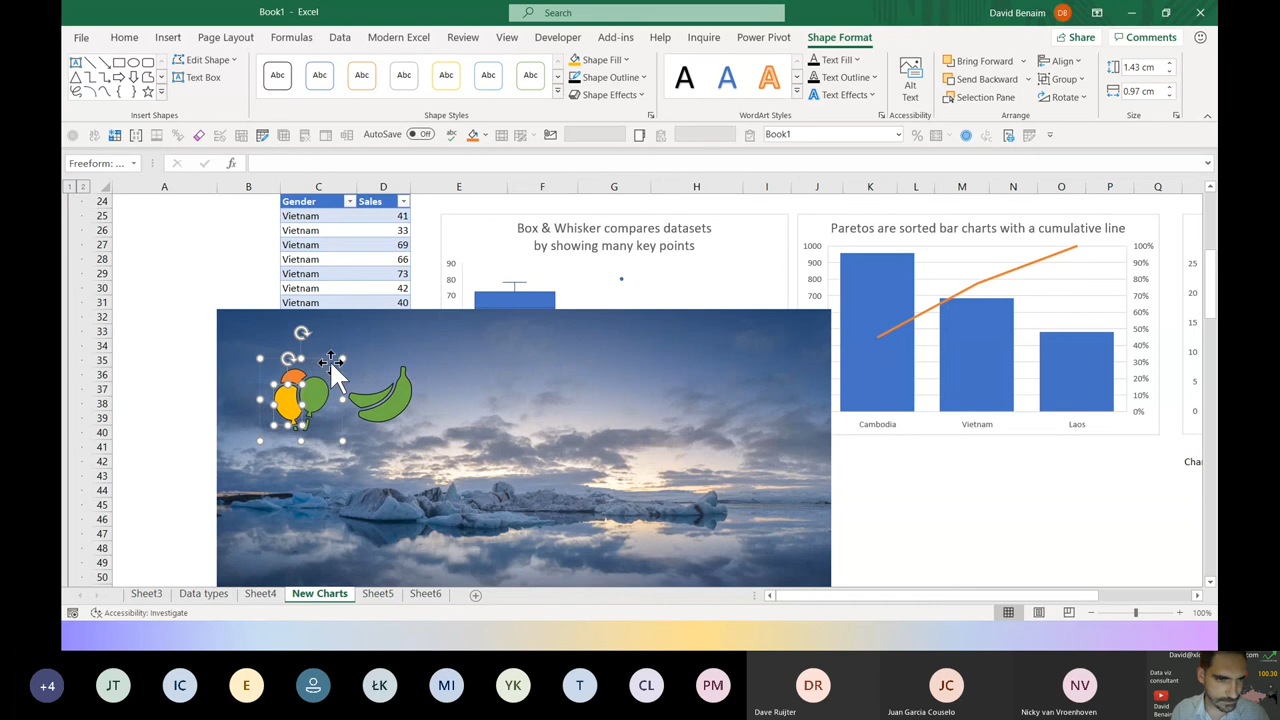 Book1 - Excel
Search
David Benaim
DB
File
Home
Insert
Page Layout
Formulas
Data
Modern Excel
Review
View
Developer
Add-ins
Help
Inquire
Power Pivot
Shape Format
Share
Comments
Edit Shape
Text Box
Abc Abc Abc Abc Abc Abc Abc
Shape Fill
Shape Outline
Shape Effects
A A A
Text Fill
Text Outline
Text Effects
Alt
Text
Bring Forward
Send Backward
Selection Pane
Align
Group
Rotate
1.43 cm
0.97 cm
Insert Shapes
Shape Styles
WordArt Styles
Accessibility
Arrange
Size
AutoSave Off
Book1
Freeform: ...
fx
1 2
A B C D E F G H I J K L M N O P Q
24 Gender Sales
25 Vietnam 41
26 Vietnam 33
27 Vietnam 69
28 Vietnam 66
29 Vietnam 73
30 Vietnam 42
31 Vietnam 40
32
33
34
35
36
37
38
39
40
41
42
43
44
45
46
47
48
49
50
Box & Whisker compares datasets
by showing many key points
90
80
70
Paretos are sorted bar charts with a cumulative line
1000
900
800
700
100%
90%
80%
70%
60%
50%
40%
30%
20%
10%
0%
Cambodia
Vietnam
Laos
25
20
15
10
5
0
Sheet3
Data types
Sheet4
New Charts
Sheet5
Sheet6
Accessibility: Investigate
100%
+4
JT
IC
E
ŁK
MI
YK
T
CL
PM
DR
Dave Ruijter
JC
Juan Garcia Couselo
NV
Nicky van Vroenhoven
Data viz
consultant
David
Benaim
100.30